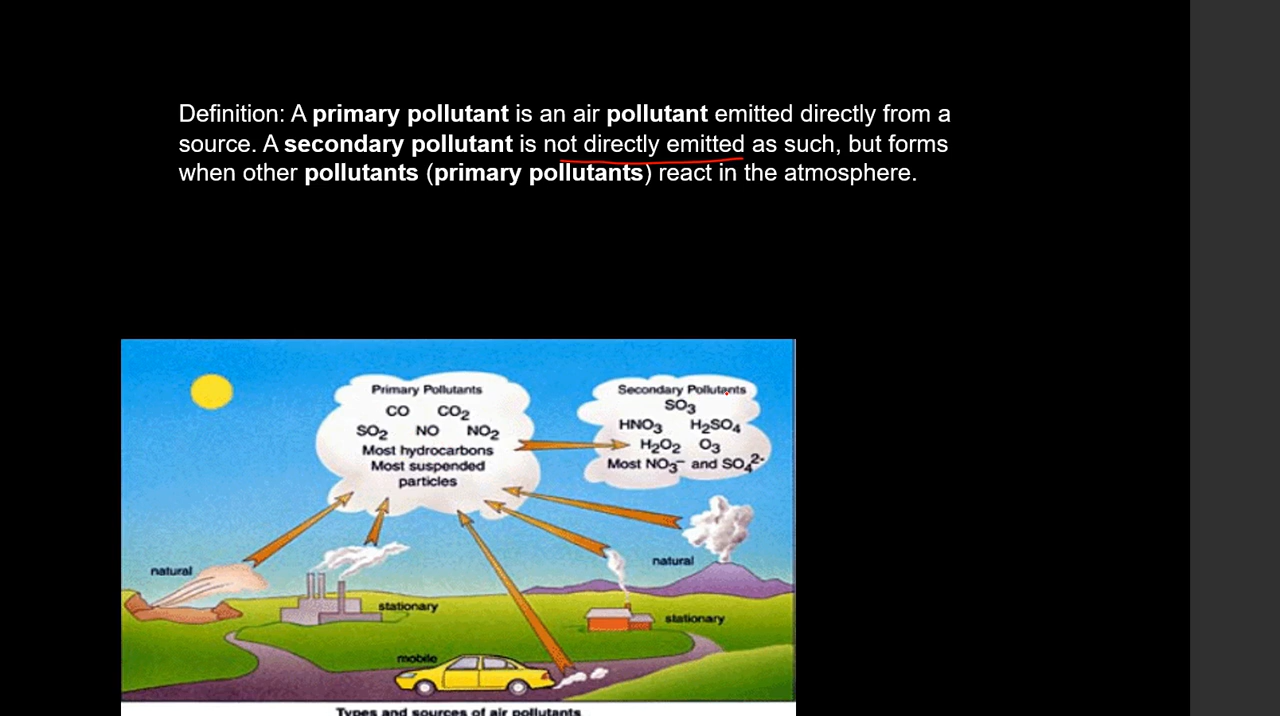 Definition: A primary pollutant is an air pollutant emitted directly from a
source. A secondary pollutant is not directly emitted as such, but forms
when other pollutants (primary pollutants) react in the atmosphere.
Primary Pollutants
CO CO₂
SO₂ NO NO₂
Most hydrocarbons
Most suspended
particles
Secondary Pollutants
SO₃
HNO₃ H₂SO₄
H₂O₂ O₃
Most NO₃⁻ and SO₄²⁻
natural
stationary
natural
stationary
mobile
Types and sources of air pollutants